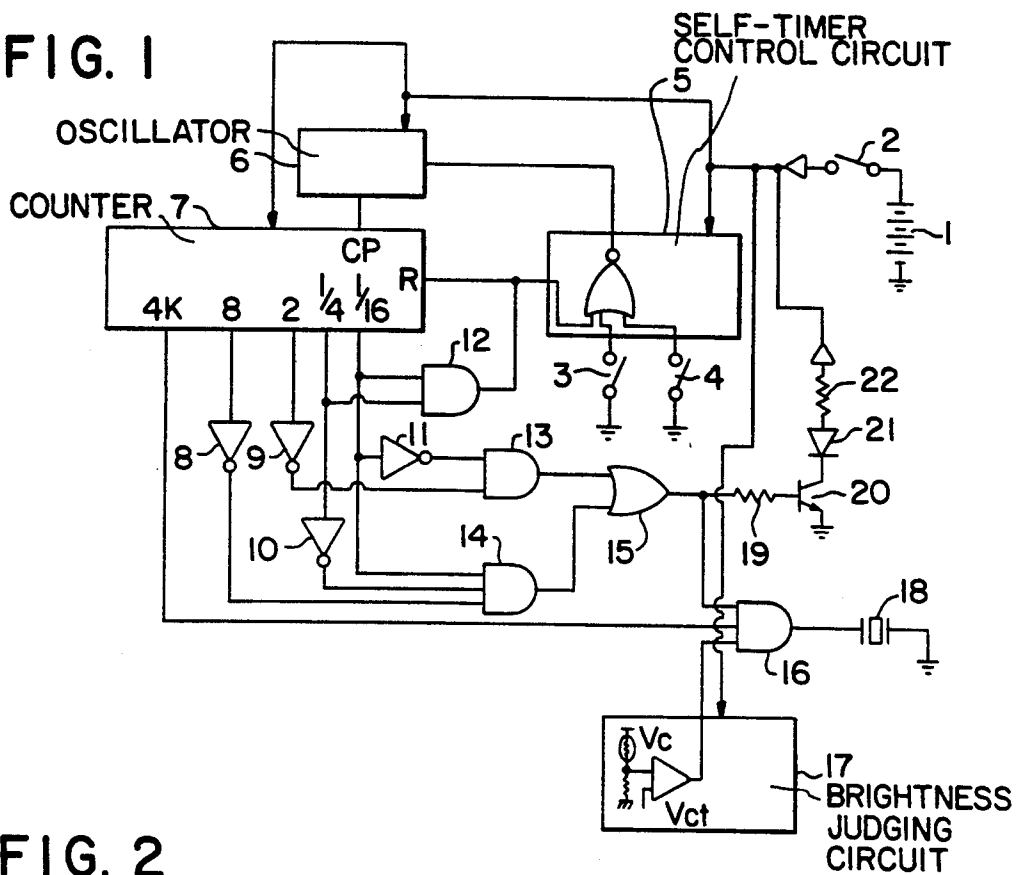 FIG. 1
SELF-TIMER
CONTROL CIRCUIT
5
OSCILLATOR
6
2
1
COUNTER 7
CP
R
4K 8 2 1/4 1/16
12
3
4
22
21
20
8
9
11
13
10
14
15
19
18
16
Vc
Vct
17
BRIGHTNESS
JUDGING
CIRCUIT
FIG. 2